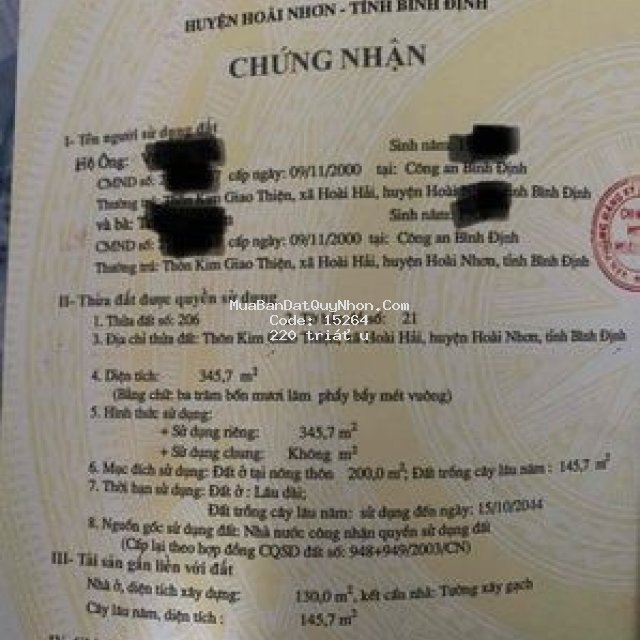 HUYỆN HOÀI NHƠN - TỈNH BÌNH ĐỊNH
CHỨNG NHẬN
I- Tên người sử dụng đất
Hộ Ông: Sinh năm:
CMND số: cấp ngày: 09/11/2000 tại: Công an Bình Định
Thường trú: Thôn Kim Giao Thiện, xã Hoài Hải, huyện Hoài tỉnh Bình Định
và bà: Sinh năm:
CMND số: cấp ngày: 09/11/2000 tại: Công an Bình Định
Thường trú: Thôn Kim Giao Thiện, xã Hoài Hải, huyện Hoài Nhơn, tỉnh Bình Định
II- Thửa đất được quyền sử dụng
MuaBanDatQuyNhon.Com
1. Thửa đất số: 206 số: 21
Code: 15264
3. Địa chỉ thửa đất: Thôn Kim Hoài Hải, huyện Hoài Nhơn, tỉnh Bình Định
220 triệt u
4. Diện tích: 345,7 m²
(Bằng chữ: ba trăm bốn mươi lăm phẩy bẩy mét vuông)
5. Hình thức sử dụng:
+ Sử dụng riêng: 345,7 m²
+ Sử dụng chung: Không m²
6. Mục đích sử dụng: Đất ở tại nông thôn 200,0 m²; Đất trồng cây lâu năm : 145,7 m²
7. Thời hạn sử dụng: Đất ở : Lâu dài;
Đất trồng cây lâu năm: sử dụng đến ngày: 15/10/2044
8. Nguồn gốc sử dụng đất: Nhà nước công nhận quyền sử dụng đất
(Cấp lại theo hợp đồng CQSD đất số: 948+949/2003/CN)
III- Tài sản gắn liền với đất
Nhà ở, diện tích xây dựng: 130,0 m², kết cấu nhà: Tường xây gạch
Cây lâu năm, diện tích : 145,7 m²